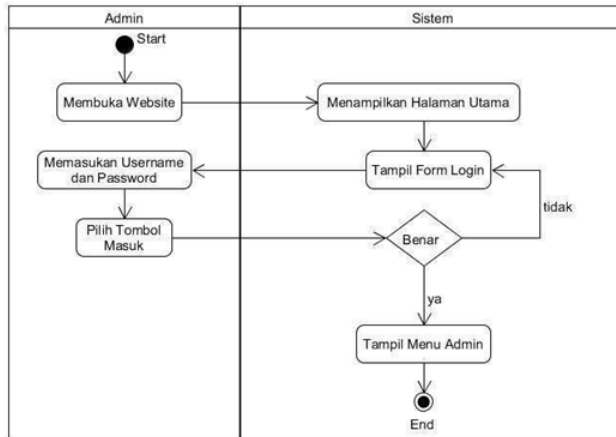 Admin
Sistem
Start
Membuka Website
Menampilkan Halaman Utama
Memasukan Username
dan Password
Tampil Form Login
tidak
Pilih Tombol
Masuk
Benar
ya
Tampil Menu Admin
End